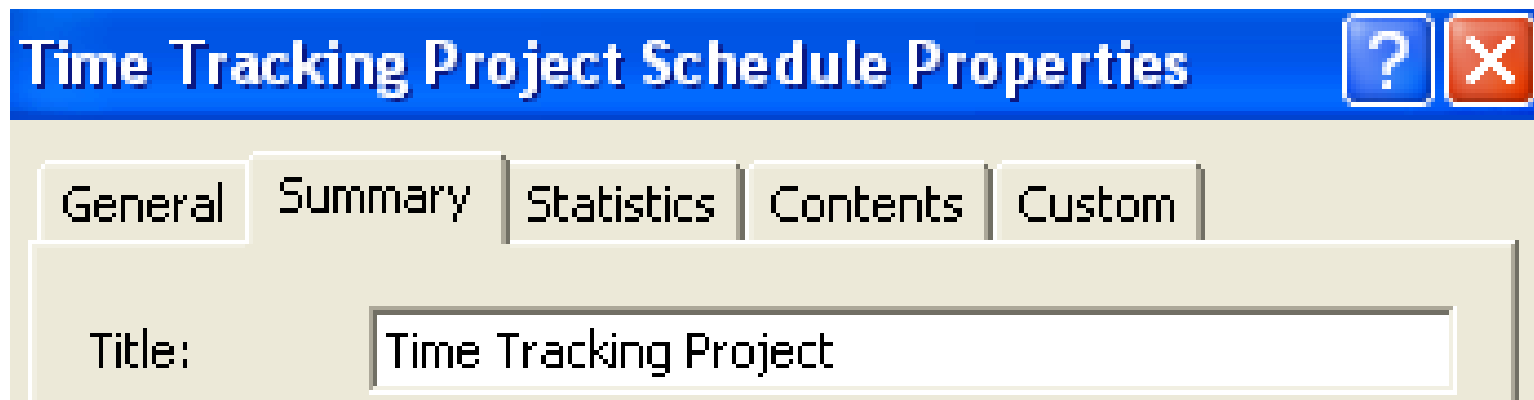 Time Tracking Project Schedule Properties ?
General Summary Statistics Contents Custom
Title: Time Tracking Project